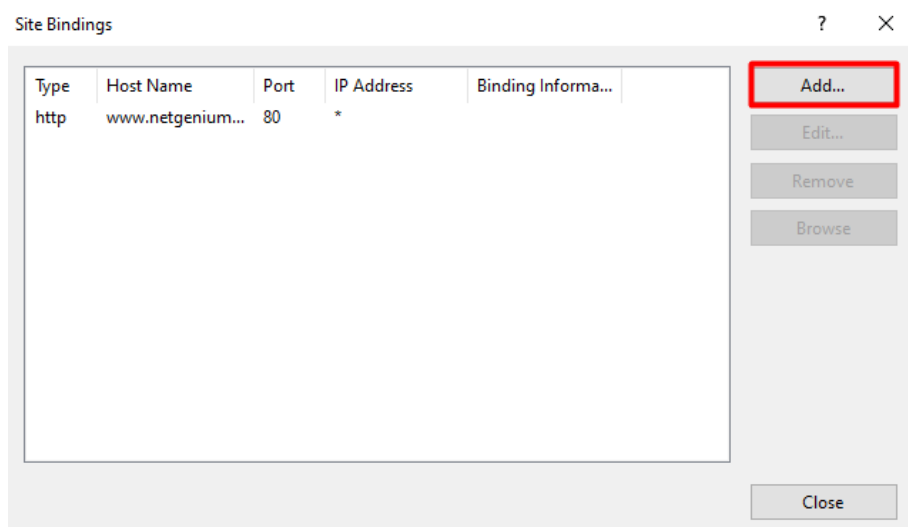 Site Bindings ?
Type Host Name Port IP Address Binding Informa...
http www.netgenium... 80 *
Add...
Edit...
Remove
Browse
Close